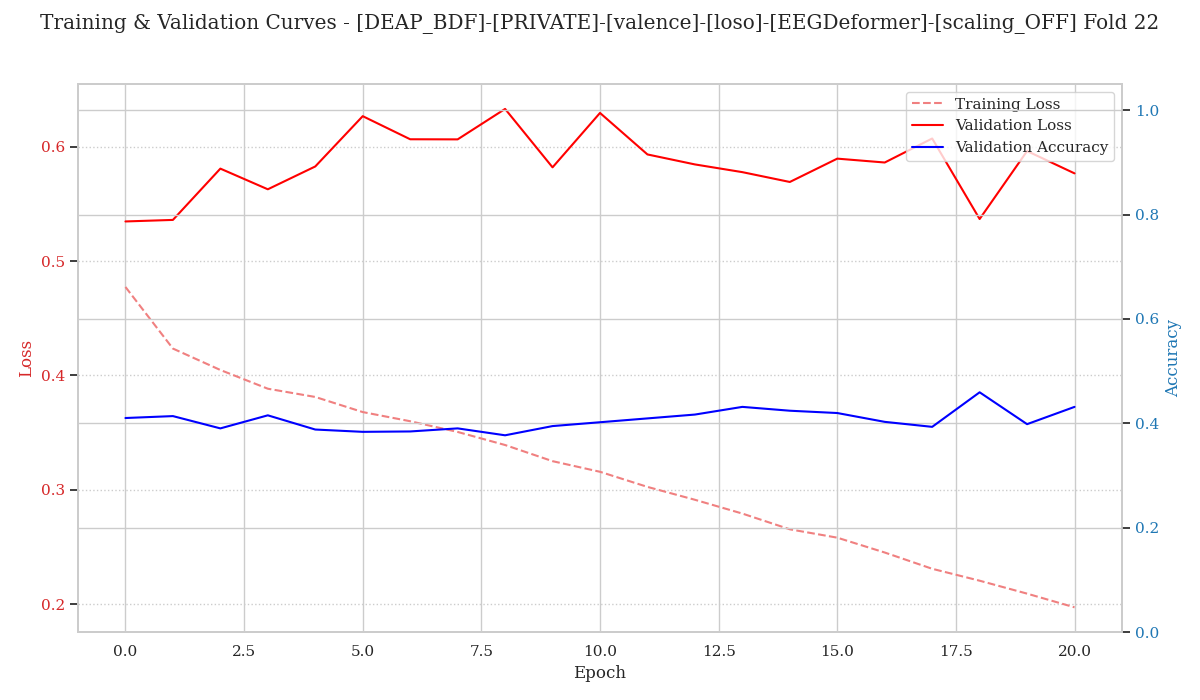 Training & Validation Curves - [DEAP_BDF]-[PRIVATE]-[valence]-[loso]-[EEGDeformer]-[scaling_OFF] Fold 22
Training Loss
Validation Loss
Validation Accuracy
Loss
0.6
0.5
0.4
0.3
0.2
1.0
0.8
0.6
0.4
0.2
0.0
Accuracy
0.0 2.5 5.0 7.5 10.0 12.5 15.0 17.5 20.0
Epoch